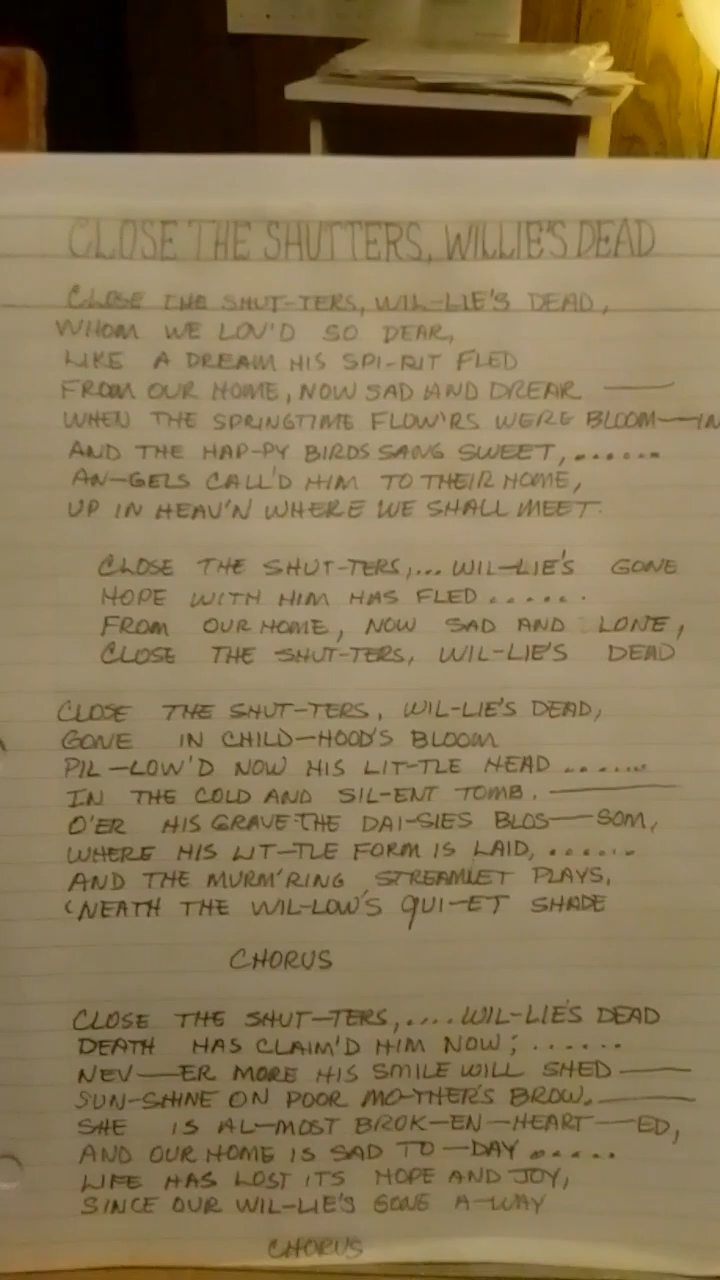 CLOSE THE SHUTTERS, WILLIE'S DEAD
CLOSE THE SHUT-TERS, WIL-LIE'S DEAD,
WHOM WE LOV'D SO DEAR,
LIKE A DREAM HIS SPI-RIT FLED
FROM OUR HOME, NOW SAD AND DREAR —
WHEN THE SPRINGTIME FLOW'RS WERE BLOOM—IN
AND THE HAP-PY BIRDS SANG SWEET,.......
AN-GELS CALL'D HIM TO THEIR HOME,
UP IN HEAV'N WHERE WE SHALL MEET.
CLOSE THE SHUT-TERS,... WIL-LIE'S GONE
HOPE WITH HIM HAS FLED ......
FROM OUR HOME, NOW SAD AND LONE,
CLOSE THE SHUT-TERS, WIL-LIE'S DEAD
CLOSE THE SHUT-TERS, WIL-LIE'S DEAD,
GONE IN CHILD-HOOD'S BLOOM
PIL-LOW'D NOW HIS LIT-TLE HEAD .......
IN THE COLD AND SIL-ENT TOMB. —
O'ER HIS GRAVE THE DAI-SIES BLOS—SOM,
WHERE HIS LIT-TLE FORM IS LAID, ......
AND THE MURM'RING STREAMLET PLAYS,
'NEATH THE WIL-LOW'S QUI-ET SHADE
CHORUS
CLOSE THE SHUT-TERS,.... WIL-LIE'S DEAD
DEATH HAS CLAIM'D HIM NOW; ......
NEV—ER MORE HIS SMILE WILL SHED —
SUN-SHINE ON POOR MO-THER'S BROW. —
SHE IS AL-MOST BROK-EN-HEART—ED,
AND OUR HOME IS SAD TO-DAY .....
LIFE HAS LOST ITS HOPE AND JOY,
SINCE OUR WIL-LIE'S GONE A-WAY
CHORUS